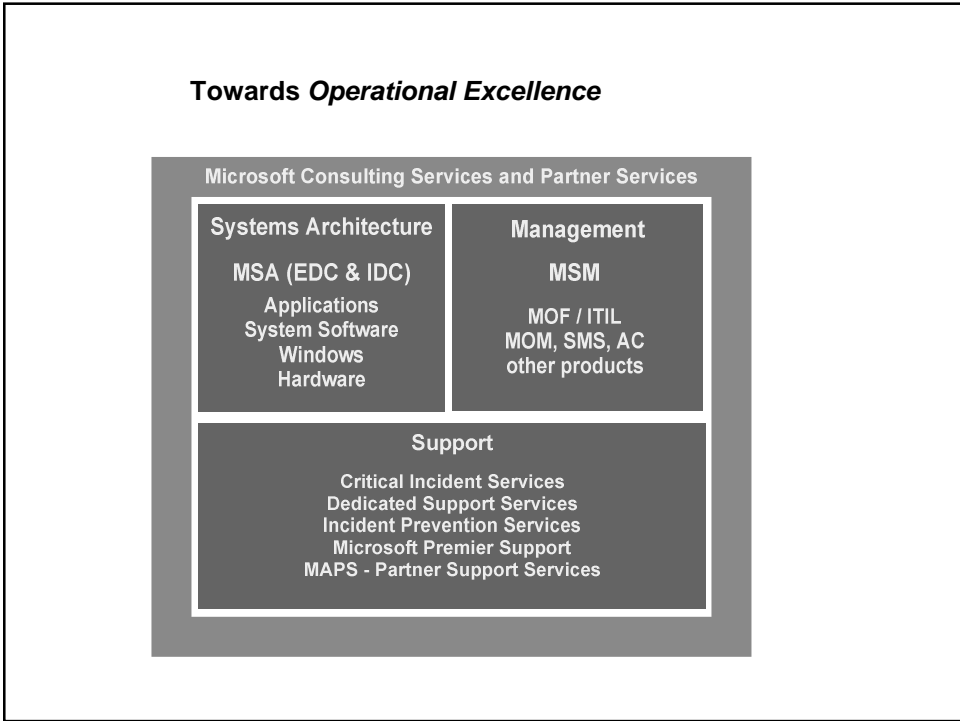 Towards Operational Excellence
Microsoft Consulting Services and Partner Services
Systems Architecture
MSA (EDC & IDC)
Applications
System Software
Windows
Hardware
Management
MSM
MOF / ITIL
MOM, SMS, AC
other products
Support
Critical Incident Services
Dedicated Support Services
Incident Prevention Services
Microsoft Premier Support
MAPS - Partner Support Services